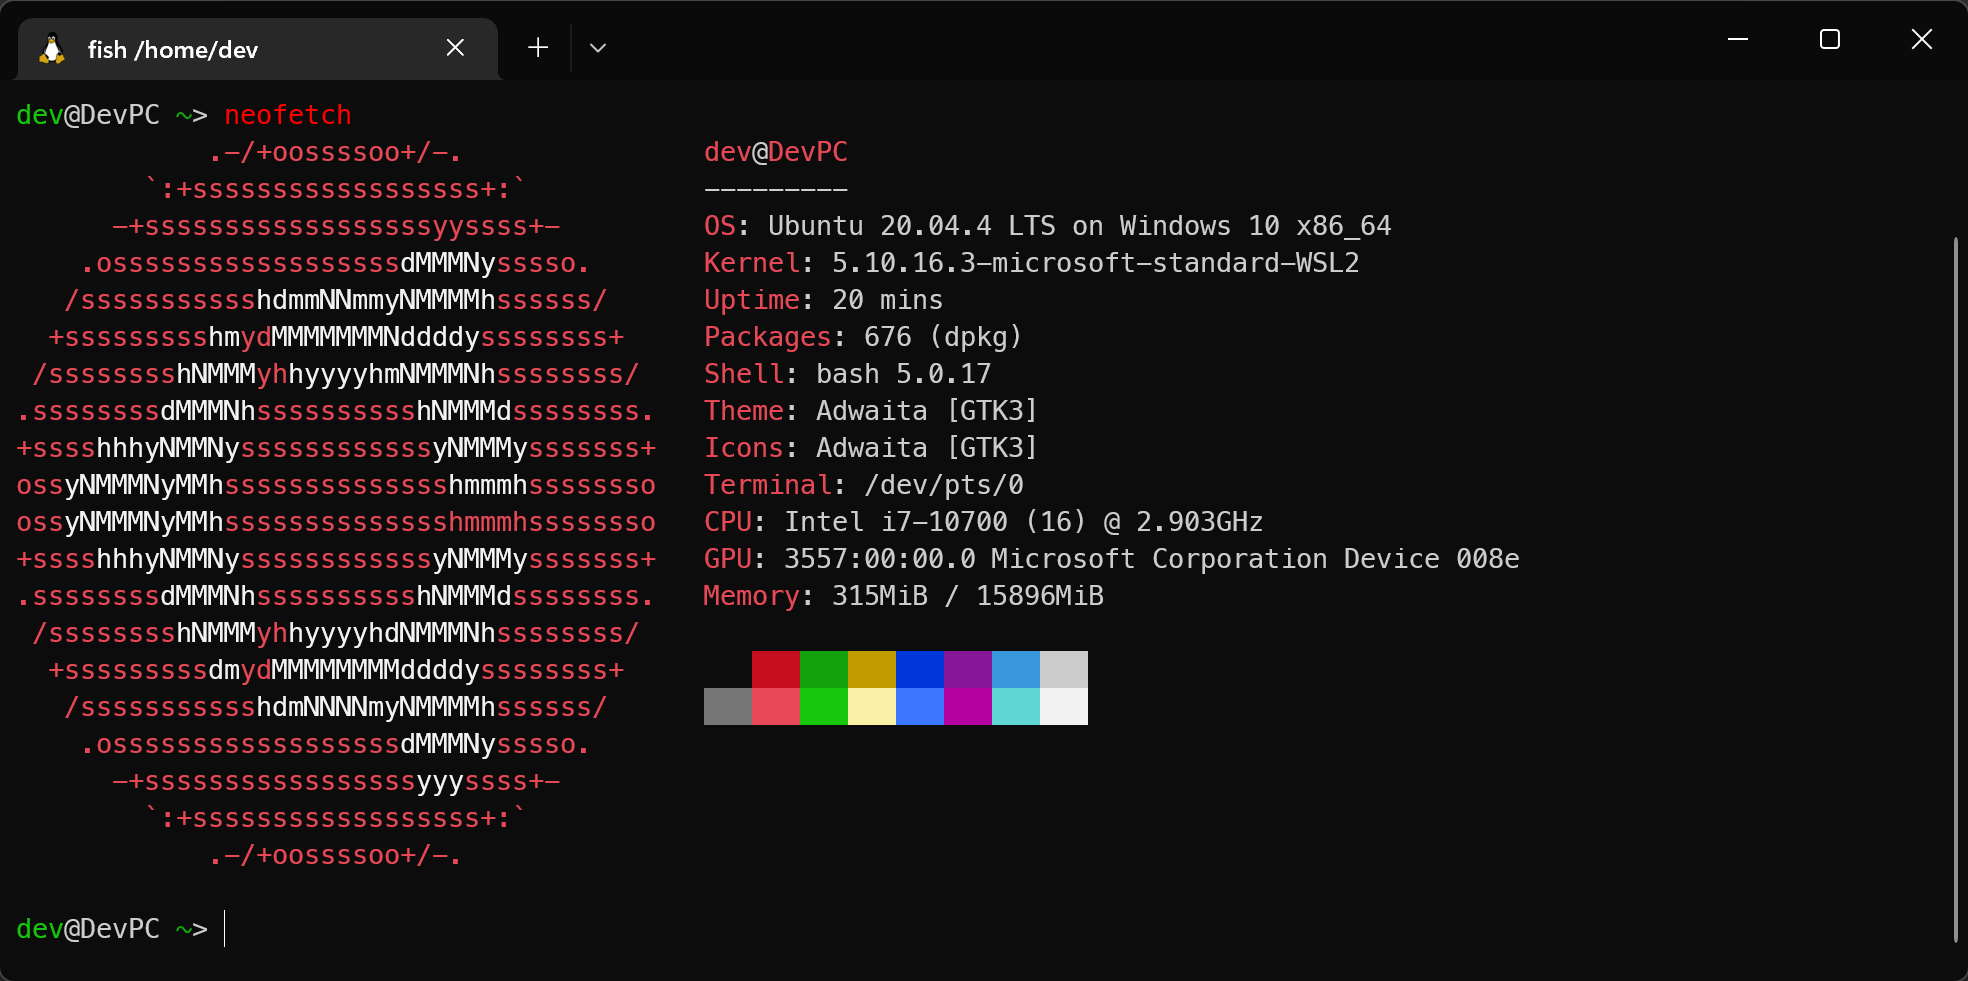 fish /home/dev
dev@DevPC ~> neofetch
            .-/+oossssoo+/-.               dev@DevPC
        `:+ssssssssssssssssss+:`           ---------
      -+ssssssssssssssssssyyssss+-         OS: Ubuntu 20.04.4 LTS on Windows 10 x86_64
    .ossssssssssssssssssdMMMNysssso.       Kernel: 5.10.16.3-microsoft-standard-WSL2
   /ssssssssssshdmmNNmmyNMMMMhssssss/      Uptime: 20 mins
  +ssssssssshmydMMMMMMMNddddyssssssss+     Packages: 676 (dpkg)
 /sssssssshNMMMyhhyyyyhmNMMMNhssssssss/    Shell: bash 5.0.17
.ssssssssdMMMNhsssssssssshNMMMdssssssss.   Theme: Adwaita [GTK3]
+sssshhhyNMMNyssssssssssssyNMMMysssssss+   Icons: Adwaita [GTK3]
ossyNMMMNyMMhsssssssssssssshmmmhssssssso   Terminal: /dev/pts/0
ossyNMMMNyMMhsssssssssssssshmmmhssssssso   CPU: Intel i7-10700 (16) @ 2.903GHz
+sssshhhyNMMNyssssssssssssyNMMMysssssss+   GPU: 3557:00:00.0 Microsoft Corporation Device 008e
.ssssssssdMMMNhsssssssssshNMMMdssssssss.   Memory: 315MiB / 15896MiB
 /sssssssshNMMMyhhyyyyhdNMMMNhssssssss/
  +sssssssssdmydMMMMMMMMddddyssssssss+
   /ssssssssssshdmNNNNmyNMMMMhssssss/
    .ossssssssssssssssssdMMMNysssso.
      -+sssssssssssssssssyyyssss+-
        `:+ssssssssssssssssss+:`
            .-/+oossssoo+/-.
dev@DevPC ~>